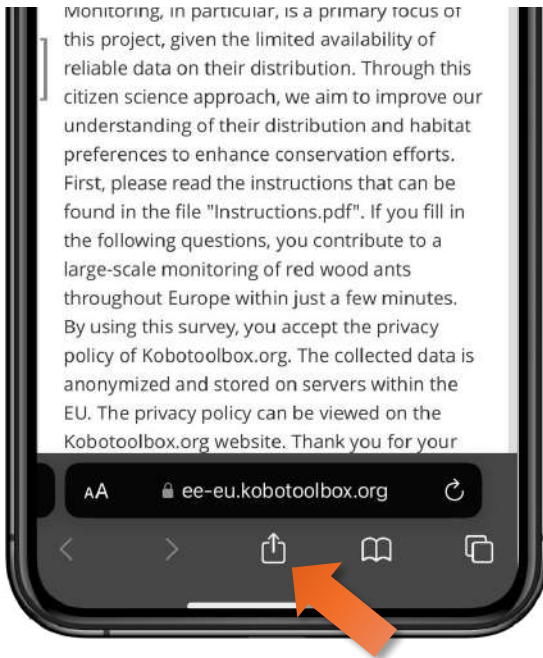 Monitoring, in particular, is a primary focus of
this project, given the limited availability of
reliable data on their distribution. Through this
citizen science approach, we aim to improve our
understanding of their distribution and habitat
preferences to enhance conservation efforts.
First, please read the instructions that can be
found in the file "Instructions.pdf". If you fill in
the following questions, you contribute to a
large-scale monitoring of red wood ants
throughout Europe within just a few minutes.
By using this survey, you accept the privacy
policy of Kobotoolbox.org. The collected data is
anonymized and stored on servers within the
EU. The privacy policy can be viewed on the
Kobotoolbox.org website. Thank you for your
AA ee-eu.kobotoolbox.org